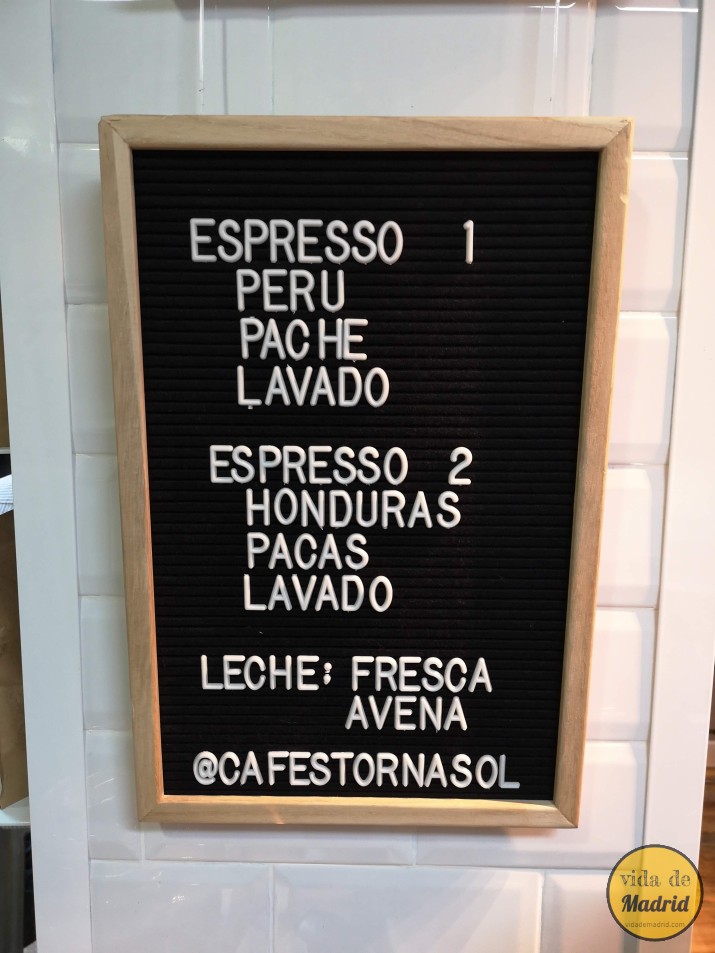 ESPRESSO 1
PERU
PACHE
LAVADO
ESPRESSO 2
HONDURAS
PACAS
LAVADO
LECHE; FRESCA
AVENA
@CAFESTORNASOL
vida de
Madrid
vidademadrid.com